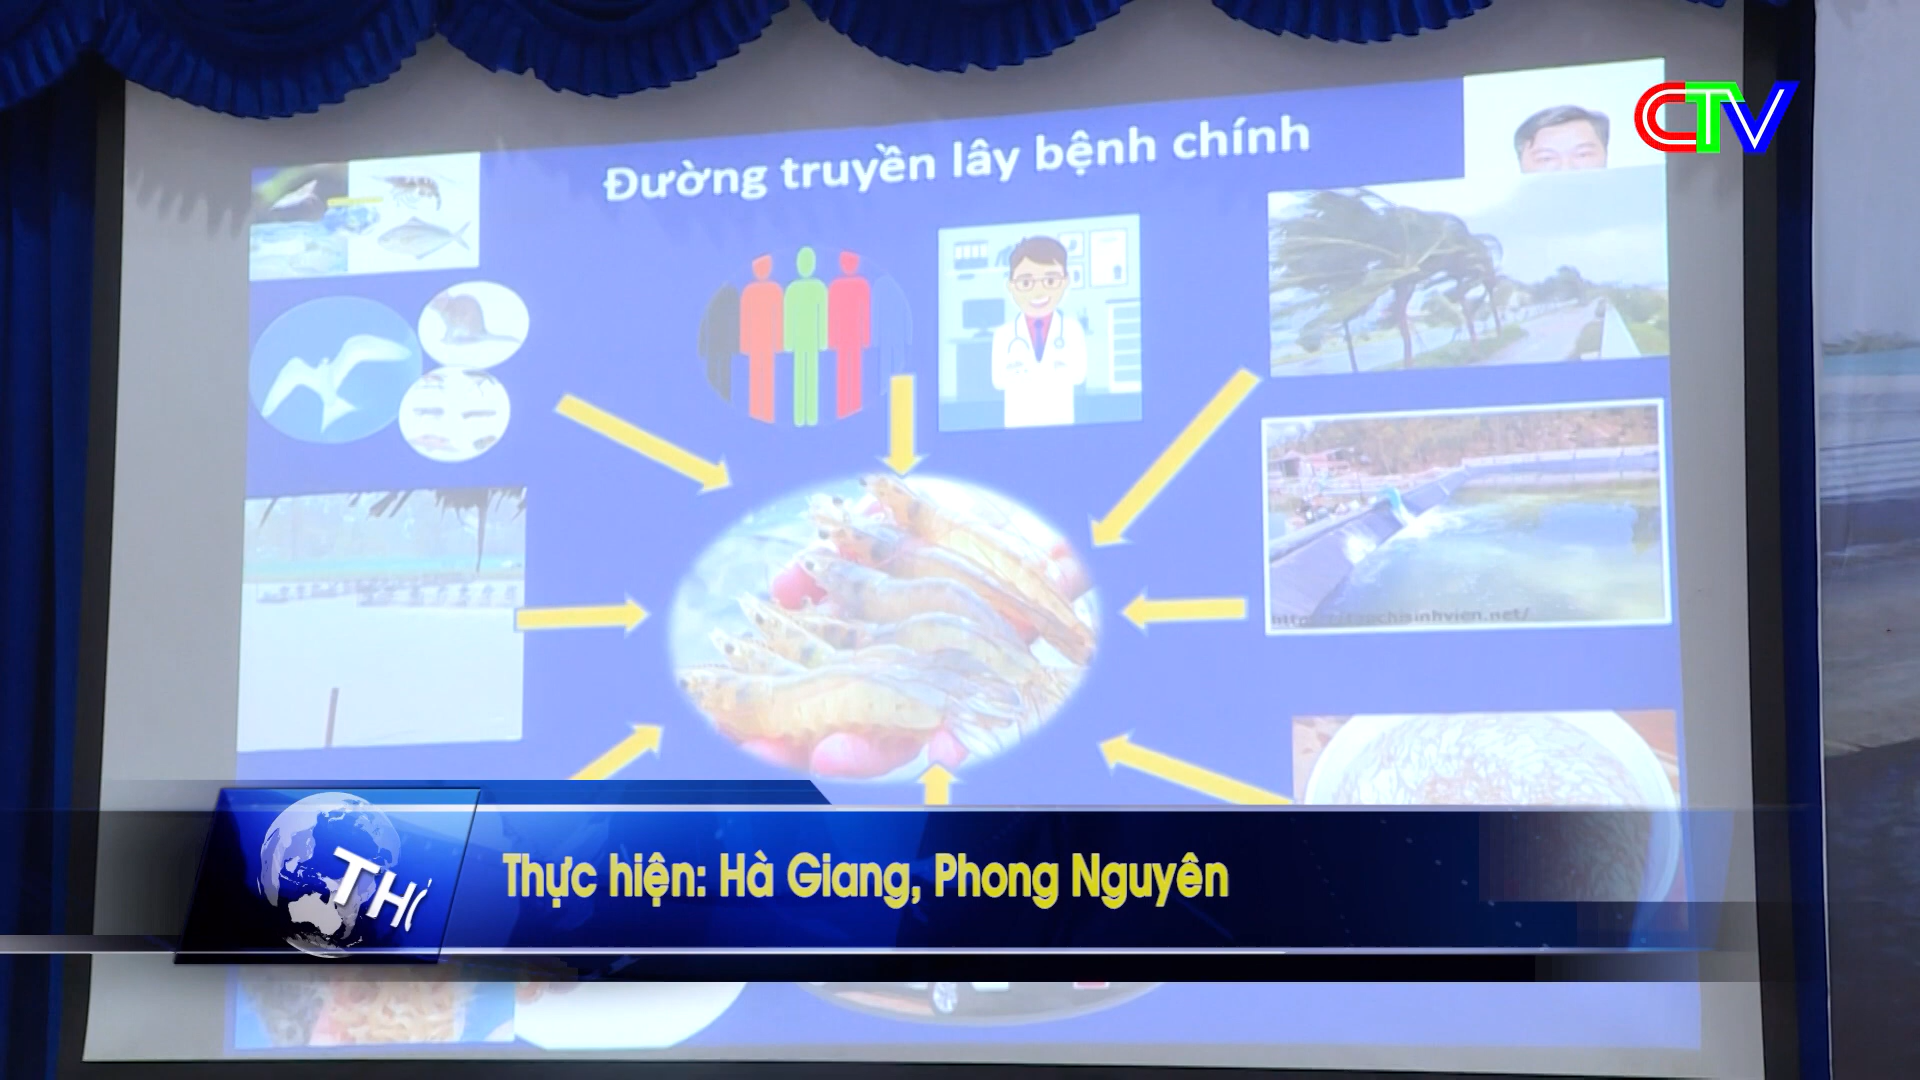 CTV
Đường truyền lây bệnh chính
Thực hiện: Hà Giang, Phong Nguyên